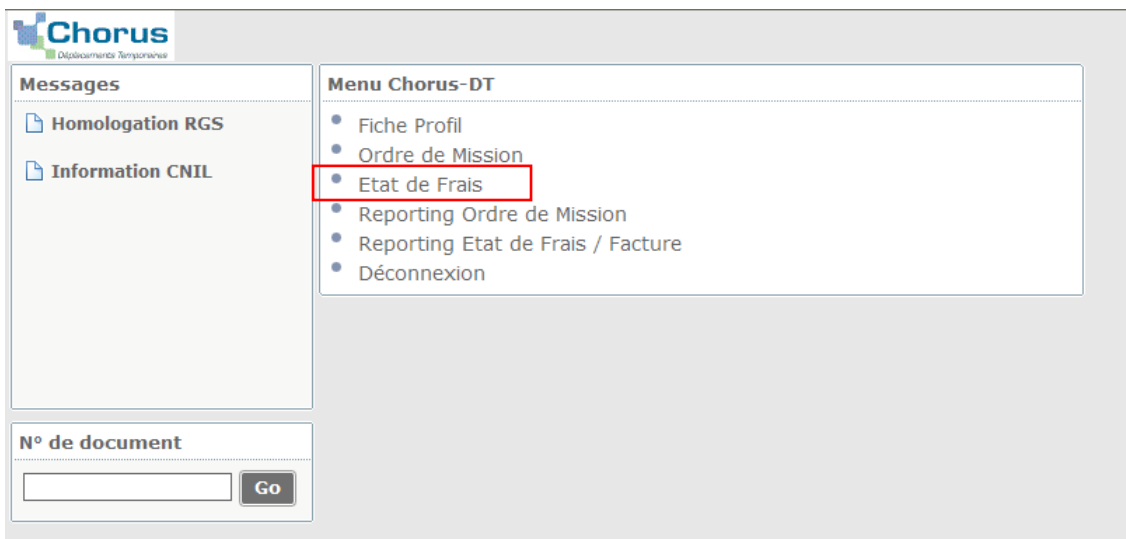 Chorus
Déplacements Temporaires
Messages
Homologation RGS
Information CNIL
Menu Chorus-DT
Fiche Profil
Ordre de Mission
Etat de Frais
Reporting Ordre de Mission
Reporting Etat de Frais / Facture
Déconnexion
N° de document
Go